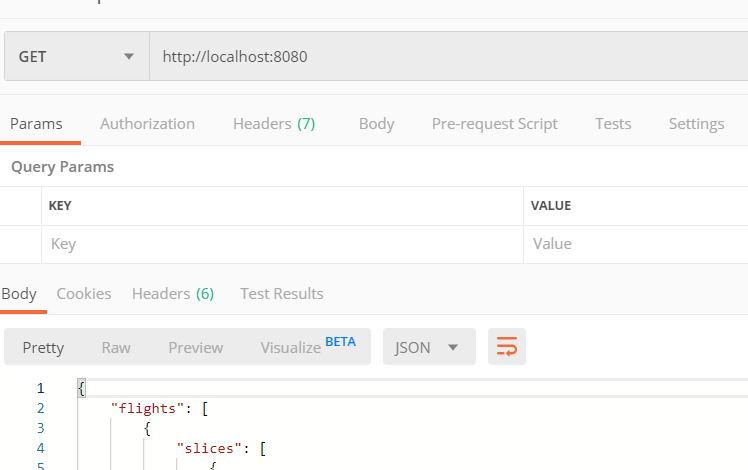 GET http://localhost:8080
Params Authorization Headers (7) Body Pre-request Script Tests Settings
Query Params
KEY VALUE
Key Value
Body Cookies Headers (6) Test Results
Pretty Raw Preview Visualize BETA JSON
1 {
2 "flights": [
3 {
4 "slices": [
5 {